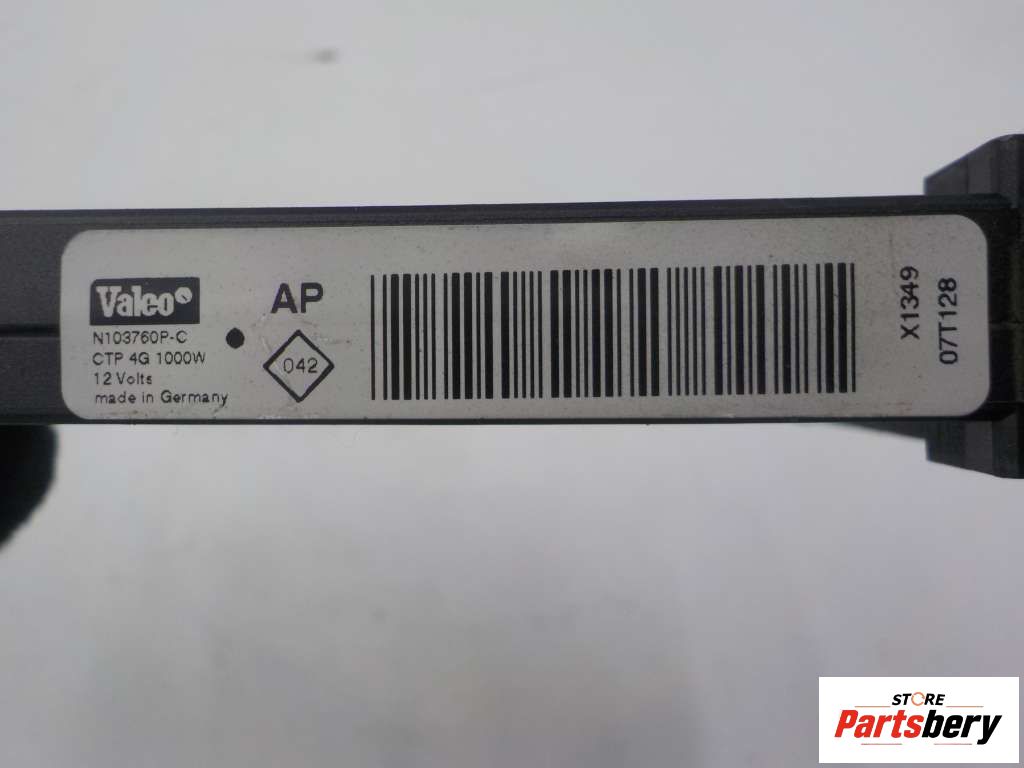 Valeo
N103760P-C
CTP 4G 1000W
12 Volts
made in Germany
AP
042
X1349
07T128
STORE
Partsbery